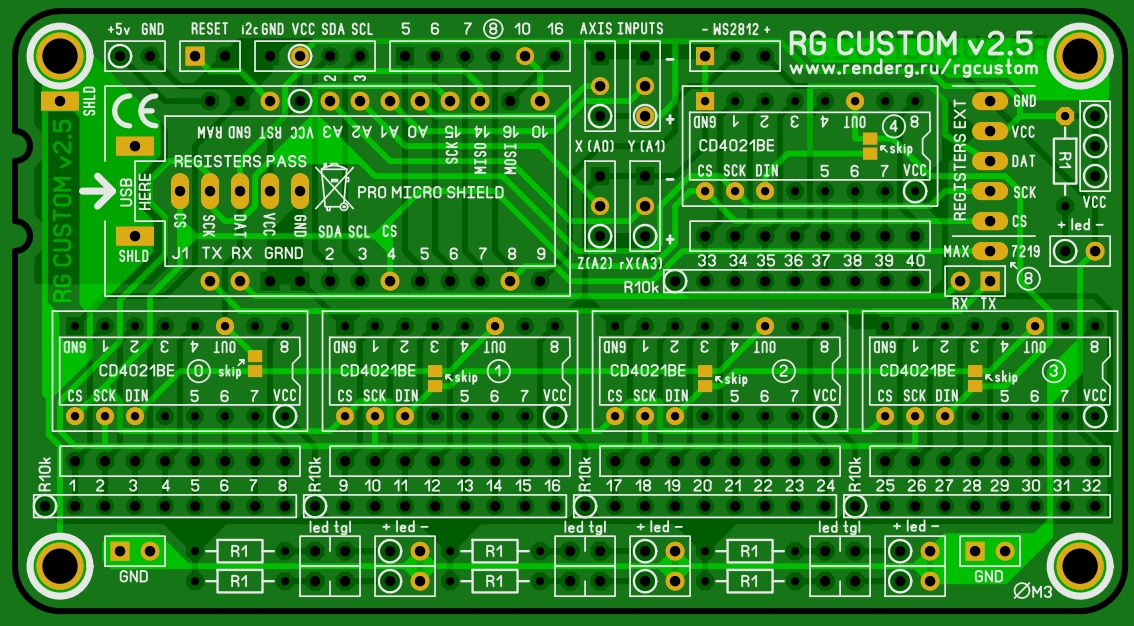 +5v GND
RESET
i2c GND VCC SDA SCL
5 6 7 8 10 16
AXIS INPUTS
- WS2812 +
RG CUSTOM v2.5
www.renderg.ru/rgcustom
SHLD
CE
2 3
RAW GND RST VCC A3 A2 A1 A0 15 14 16 10
SCK MISO MOSI
REGISTERS PASS
PRO MICRO SHIELD
CS SCK DAT VCC GND
USB HERE
SHLD
RG CUSTOM v2.5
RG CUSTOM v2.5
SDA SCL CS
J1 TX RX GRND 2 3 4 5 6 7 8 9
- +
X (A0) Y (A1)
- +
Z(A2) rX(A3)
GND 1 2 3 4 OUT 4 8
CD4021BE
skip
CS SCK DIN 5 6 7 VCC
33 34 35 36 37 38 39 40
R10k
REGISTERS EXT
GND
VCC
DAT
SCK
CS
MAX 7219
8
RX TX
R1
VCC
+ led -
GND 1 2 3 4 OUT 8
CD4021BE 0 skip
CS SCK DIN 5 6 7 VCC
GND 1 2 3 4 OUT 8
CD4021BE skip 1
CS SCK DIN 5 6 7 VCC
GND 1 2 3 4 OUT 8
CD4021BE skip 2
CS SCK DIN 5 6 7 VCC
GND 1 2 3 4 OUT 8
CD4021BE skip 3
CS SCK DIN 5 6 7 VCC
R10k 1 2 3 4 5 6 7 8
R10k 9 10 11 12 13 14 15 16
R10k 17 18 19 20 21 22 23 24
R10k 25 26 27 28 29 30 31 32
led tgl + led -
led tgl + led -
led tgl + led -
R1 R1 R1
GND GND
R1 R1 R1
ØM3